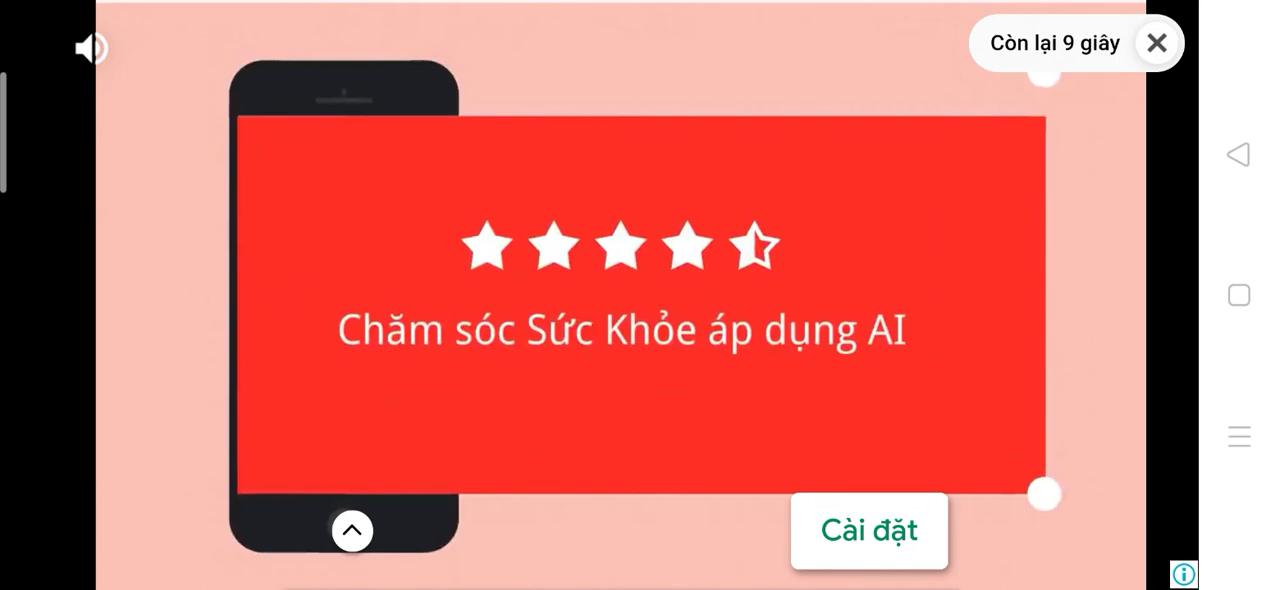 Còn lại 9 giây
Chăm sóc Sức Khỏe áp dụng AI
Cài đặt